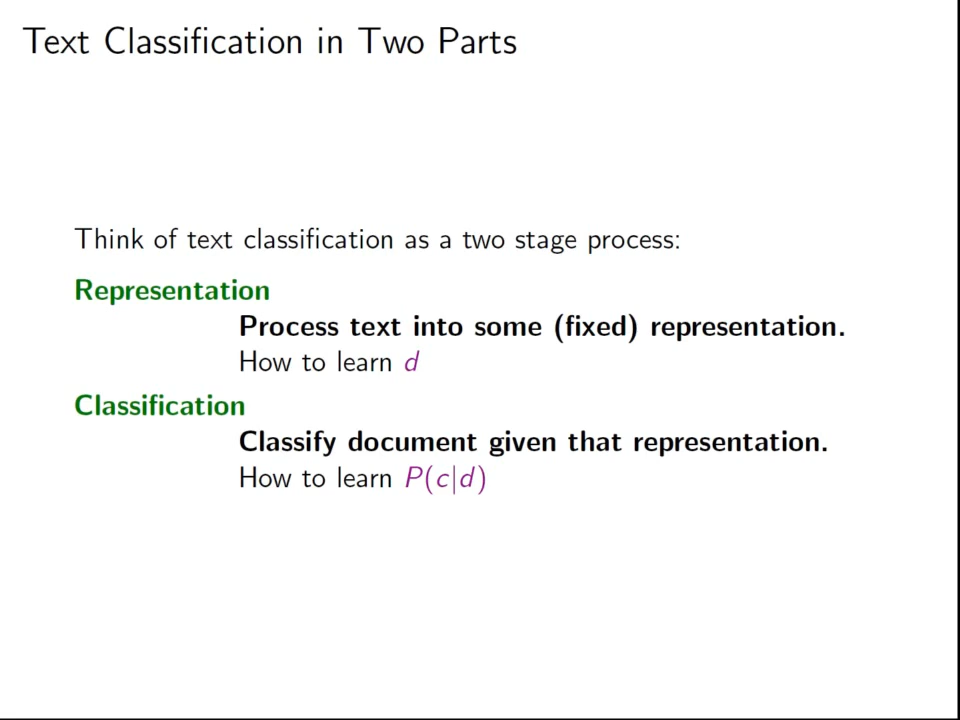 Text Classification in Two Parts
Think of text classification as a two stage process:
Representation
Process text into some (fixed) representation.
How to learn d
Classification
Classify document given that representation.
How to learn P(c|d)